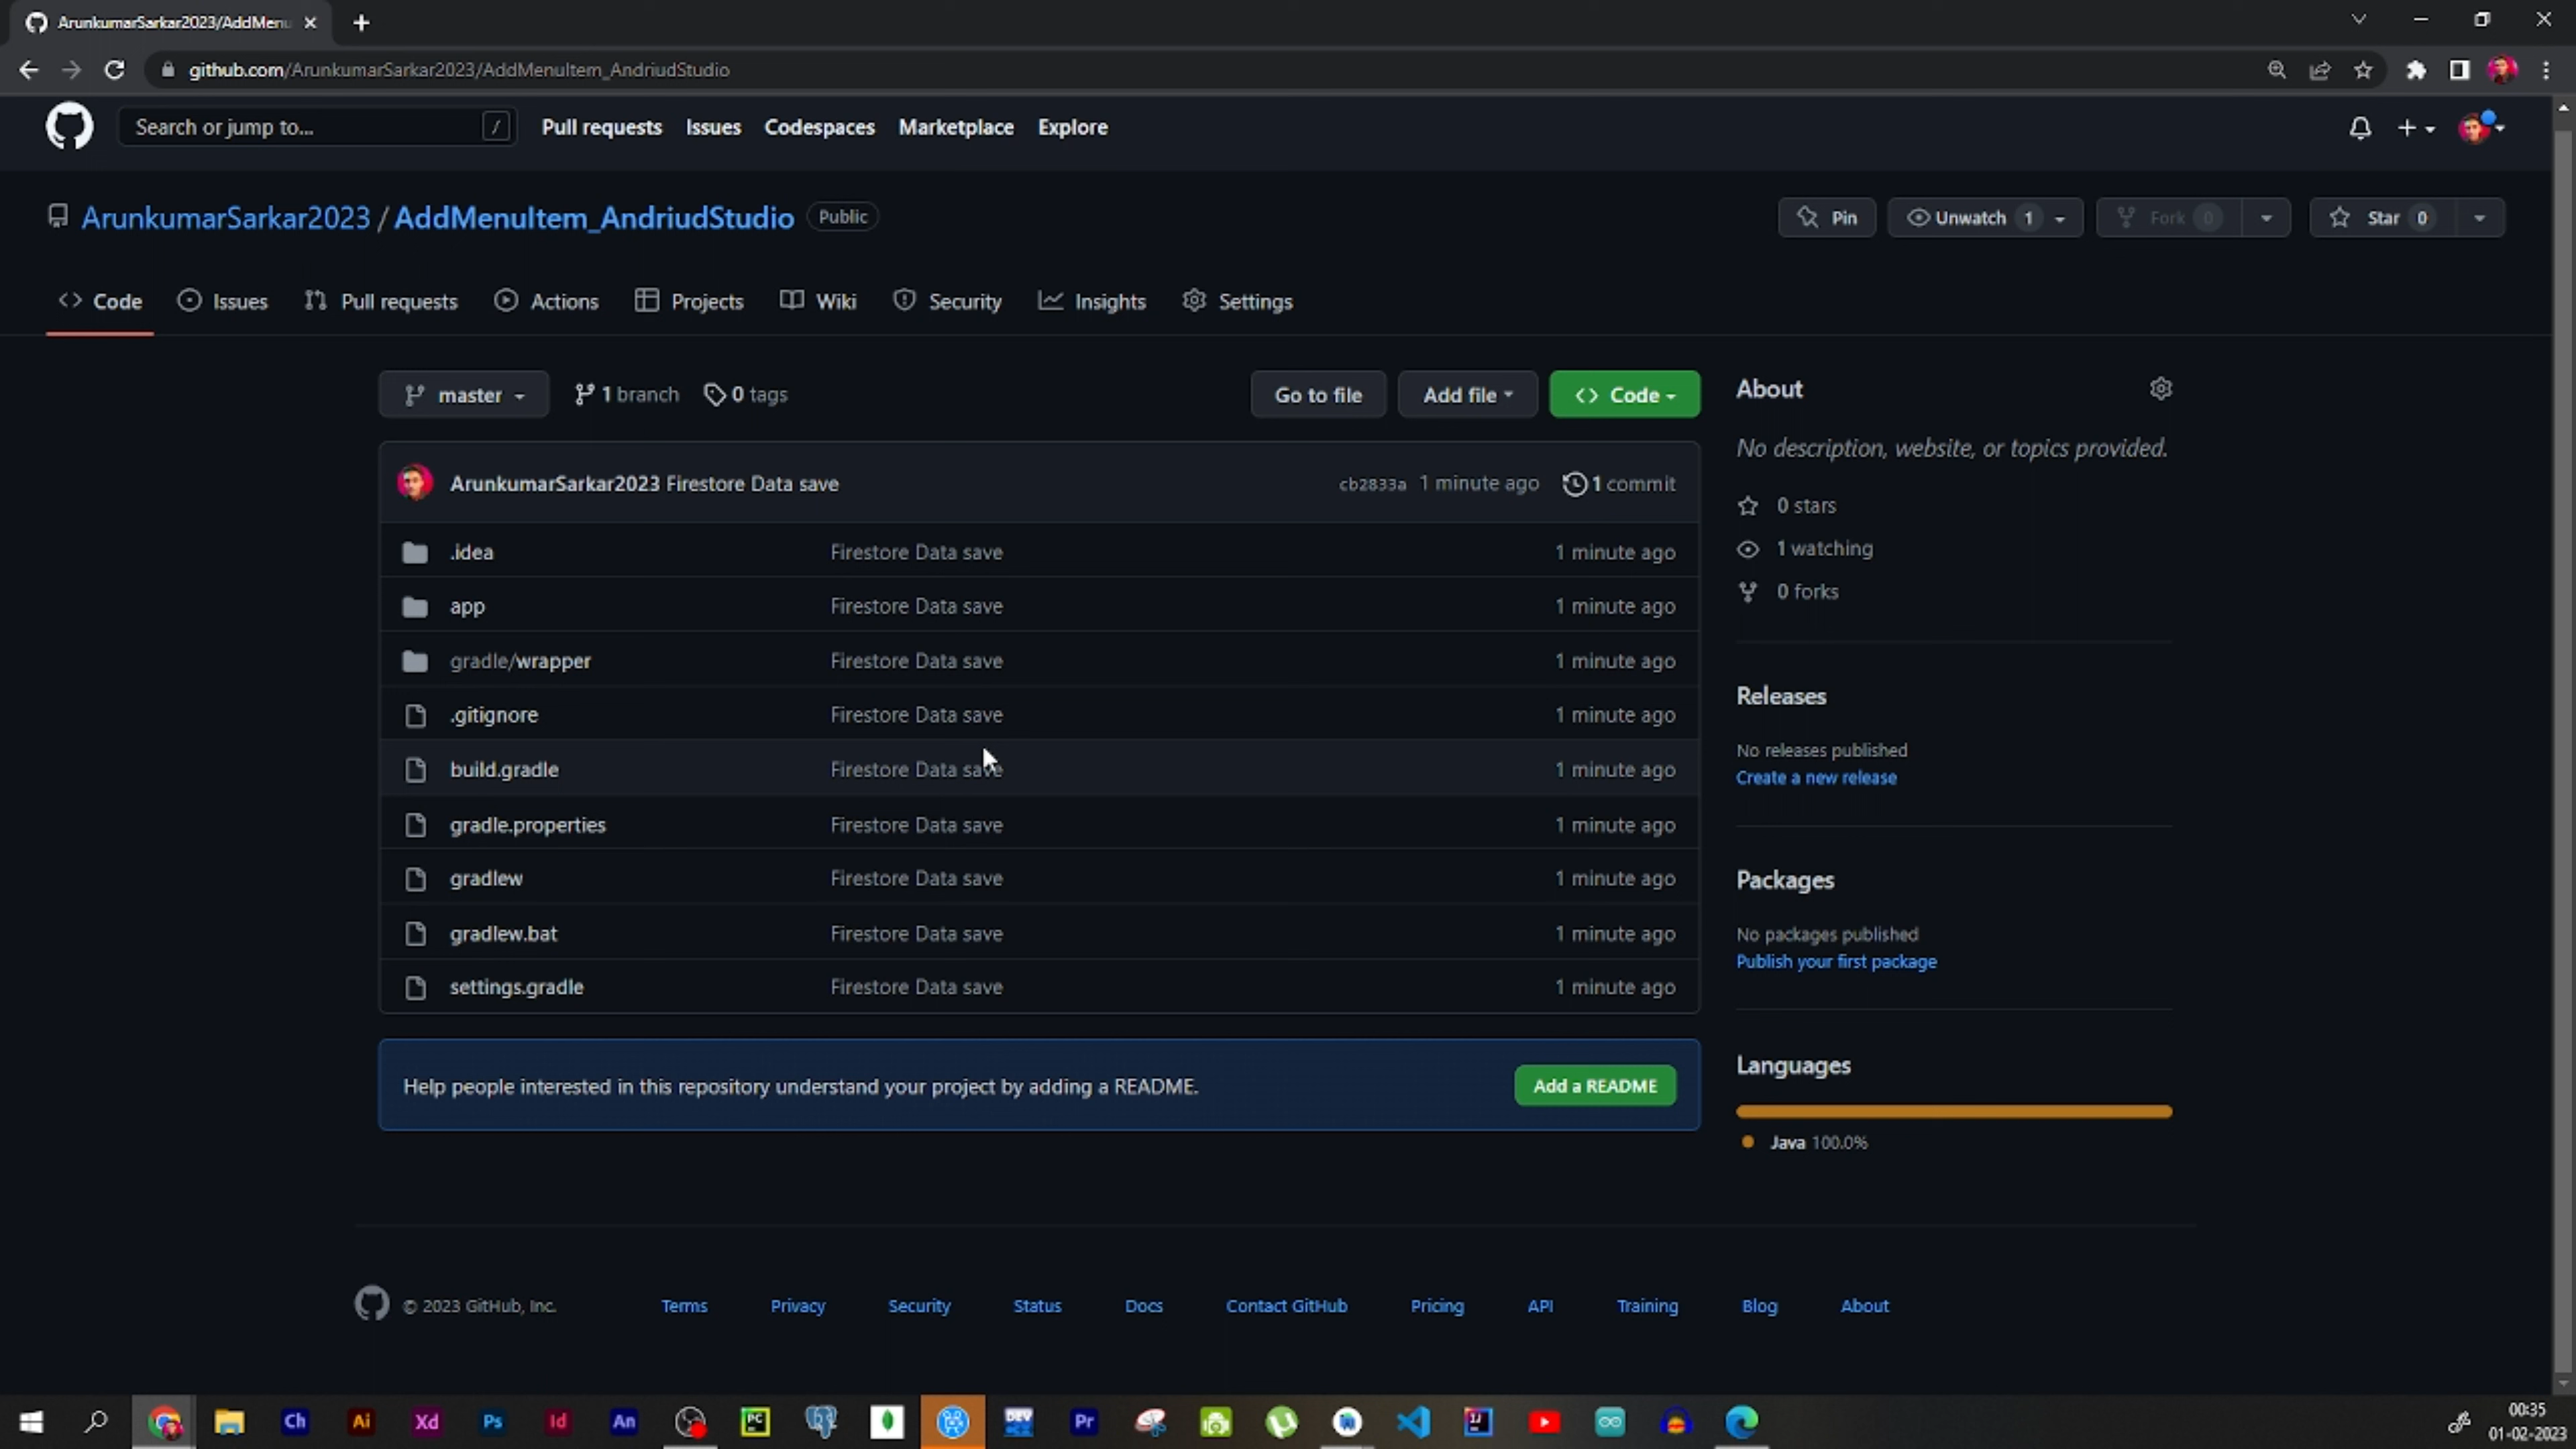 ArunkumarSarkar2023/AddMenu
github.com/ArunkumarSarkar2023/AddMenuItem_AndriudStudio
Search or jump to...
/
Pull requests
Issues
Codespaces
Marketplace
Explore
ArunkumarSarkar2023 / AddMenuItem_AndriudStudio
Public
Pin
Unwatch 1
Fork 0
Star 0
Code
Issues
Pull requests
Actions
Projects
Wiki
Security
Insights
Settings
master
1 branch
0 tags
Go to file
Add file
Code
ArunkumarSarkar2023 Firestore Data save
cb2833a 1 minute ago
1 commit
.idea
Firestore Data save
1 minute ago
app
Firestore Data save
1 minute ago
gradle/wrapper
Firestore Data save
1 minute ago
.gitignore
Firestore Data save
1 minute ago
build.gradle
Firestore Data save
1 minute ago
gradle.properties
Firestore Data save
1 minute ago
gradlew
Firestore Data save
1 minute ago
gradlew.bat
Firestore Data save
1 minute ago
settings.gradle
Firestore Data save
1 minute ago
Help people interested in this repository understand your project by adding a README.
Add a README
About
No description, website, or topics provided.
0 stars
1 watching
0 forks
Releases
No releases published
Create a new release
Packages
No packages published
Publish your first package
Languages
Java 100.0%
© 2023 GitHub, Inc.
Terms
Privacy
Security
Status
Docs
Contact GitHub
Pricing
API
Training
Blog
About
Ch
Ai
Xd
Ps
Id
An
PC
DEV
Pr
IJ
00:35
01-02-2023